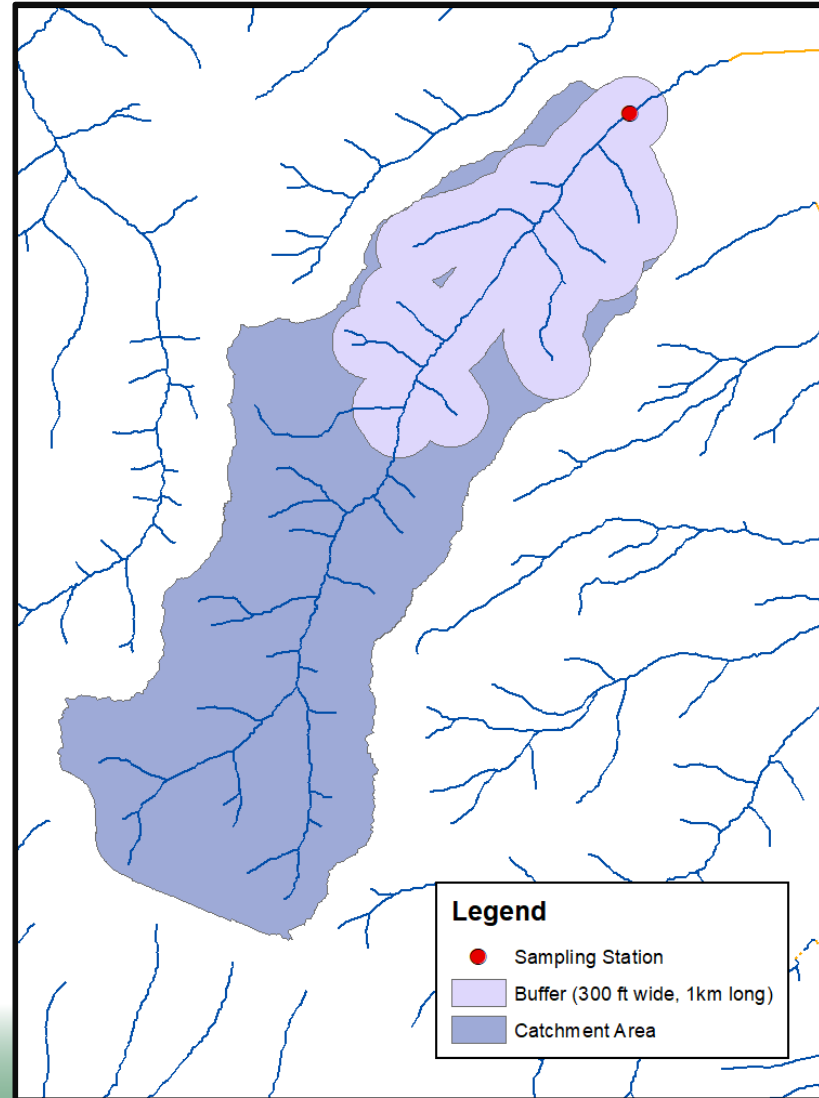 Legend
Sampling Station
Buffer (300 ft wide, 1km long)
Catchment Area